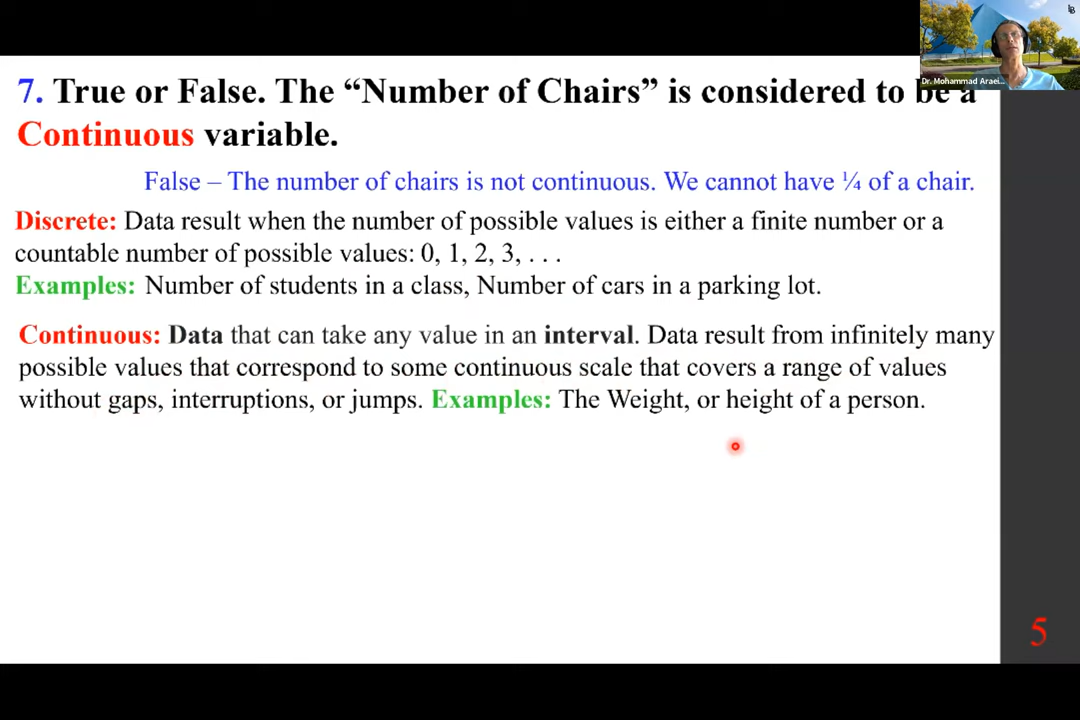 7. True or False. The “Number of Chairs” is considered to be a
Continuous variable.
False – The number of chairs is not continuous. We cannot have ¼ of a chair.
Discrete: Data result when the number of possible values is either a finite number or a
countable number of possible values: 0, 1, 2, 3, . . .
Examples: Number of students in a class, Number of cars in a parking lot.
Continuous: Data that can take any value in an interval. Data result from infinitely many
possible values that correspond to some continuous scale that covers a range of values
without gaps, interruptions, or jumps. Examples: The Weight, or height of a person.
5
Dr. Mohammad Araei...